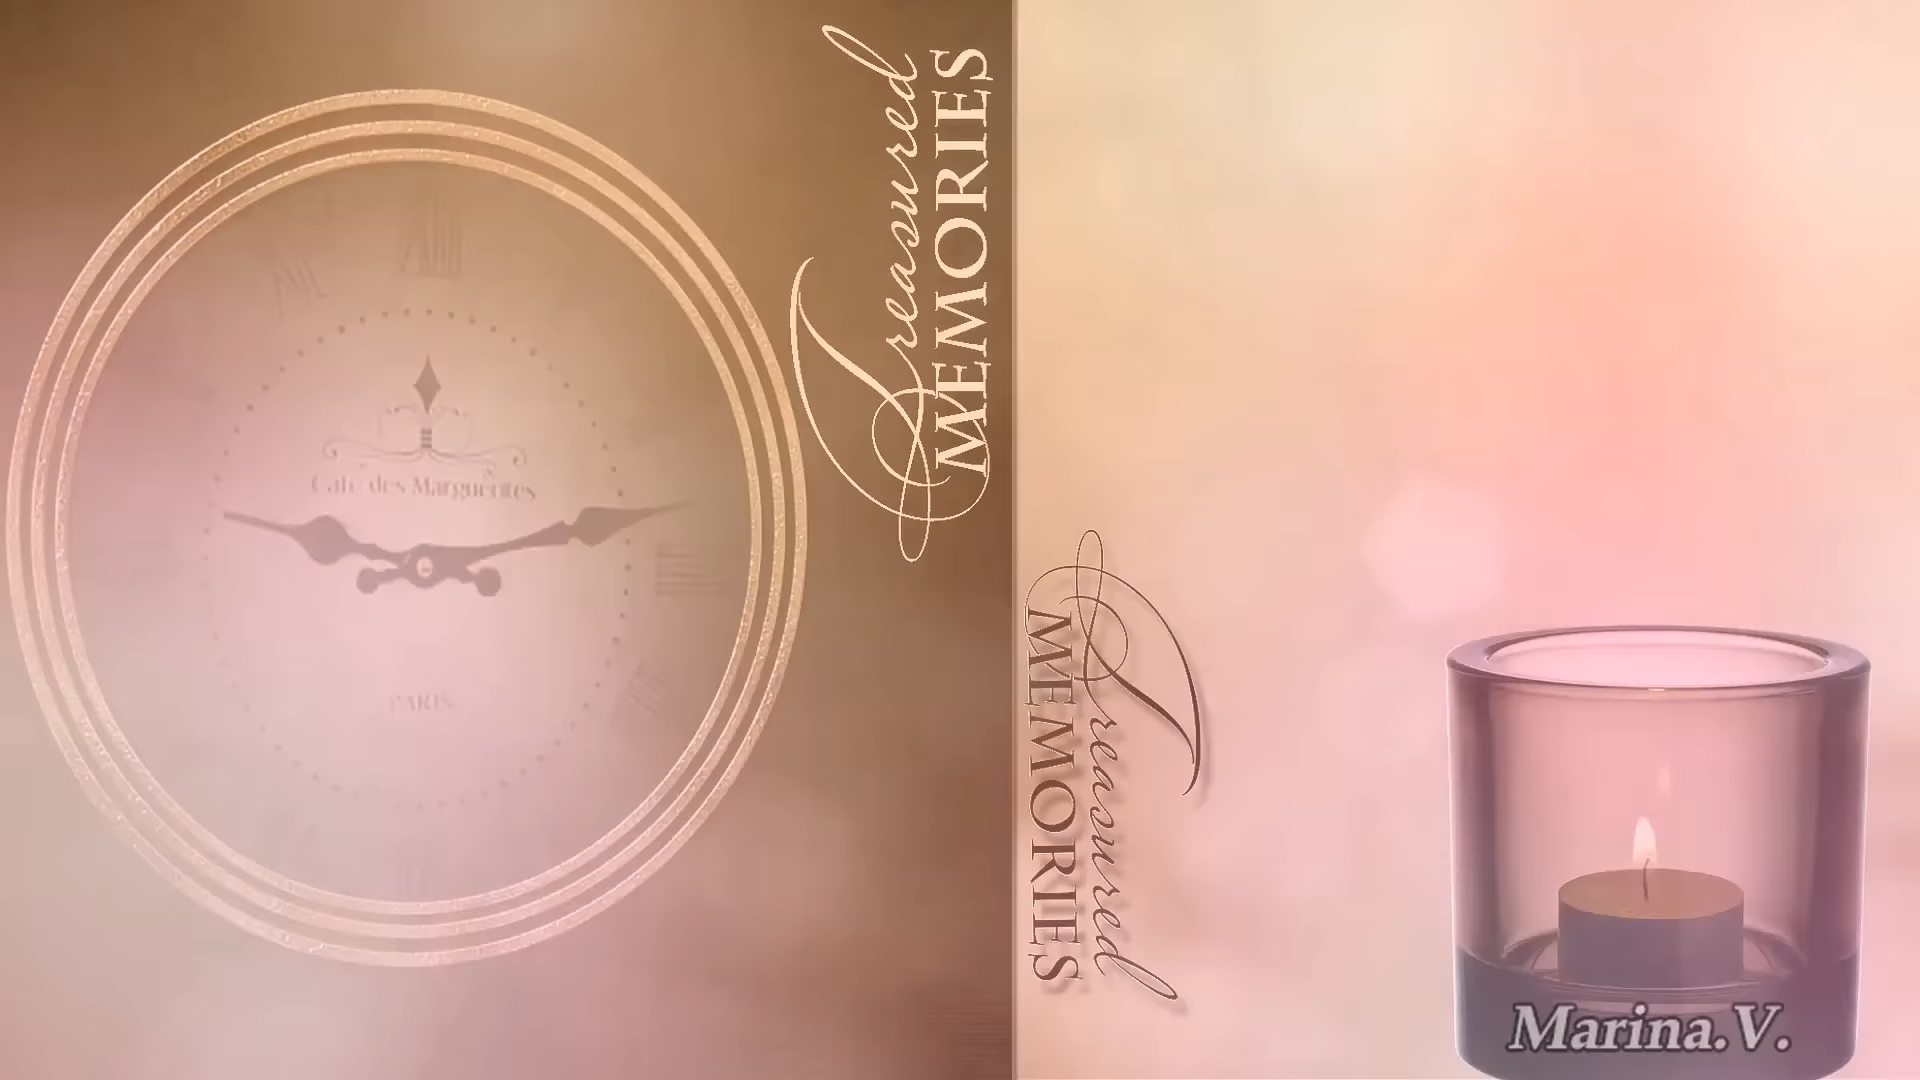 Treasured
MEMORIES
Café des Marguerites
PARIS
Treasured
MEMORIES
Marina.V.